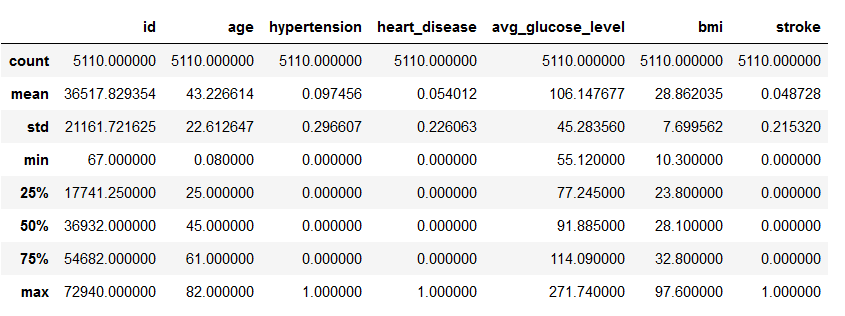 id age hypertension heart_disease avg_glucose_level bmi stroke
count 5110.000000 5110.000000 5110.000000 5110.000000 5110.000000 5110.000000 5110.000000
mean 36517.829354 43.226614 0.097456 0.054012 106.147677 28.862035 0.048728
std 21161.721625 22.612647 0.296607 0.226063 45.283560 7.699562 0.215320
min 67.000000 0.080000 0.000000 0.000000 55.120000 10.300000 0.000000
25% 17741.250000 25.000000 0.000000 0.000000 77.245000 23.800000 0.000000
50% 36932.000000 45.000000 0.000000 0.000000 91.885000 28.100000 0.000000
75% 54682.000000 61.000000 0.000000 0.000000 114.090000 32.800000 0.000000
max 72940.000000 82.000000 1.000000 1.000000 271.740000 97.600000 1.000000